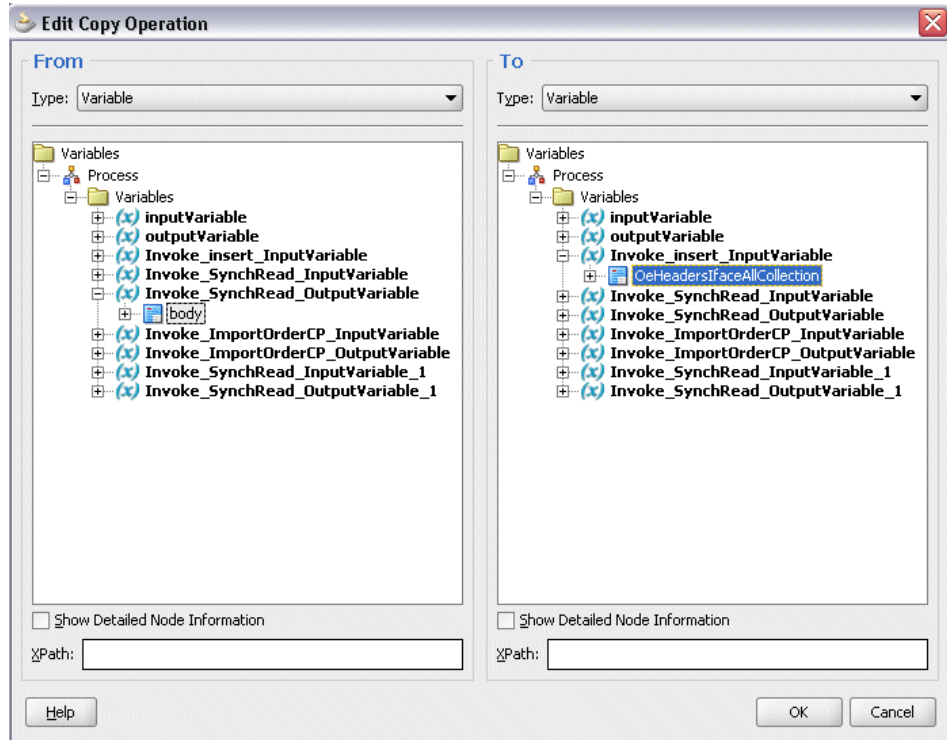 Edit Copy Operation
From
Type: Variable
Variables
Process
Variables
inputVariable
outputVariable
Invoke_insert_InputVariable
Invoke_SynchRead_InputVariable
Invoke_SynchRead_OutputVariable
body
Invoke_ImportOrderCP_InputVariable
Invoke_ImportOrderCP_OutputVariable
Invoke_SynchRead_InputVariable_1
Invoke_SynchRead_OutputVariable_1
Show Detailed Node Information
XPath:
To
Type: Variable
Variables
Process
Variables
inputVariable
outputVariable
Invoke_insert_InputVariable
OeHeadersIfaceAllCollection
Invoke_SynchRead_InputVariable
Invoke_SynchRead_OutputVariable
Invoke_ImportOrderCP_InputVariable
Invoke_ImportOrderCP_OutputVariable
Invoke_SynchRead_InputVariable_1
Invoke_SynchRead_OutputVariable_1
Show Detailed Node Information
XPath:
Help
OK
Cancel